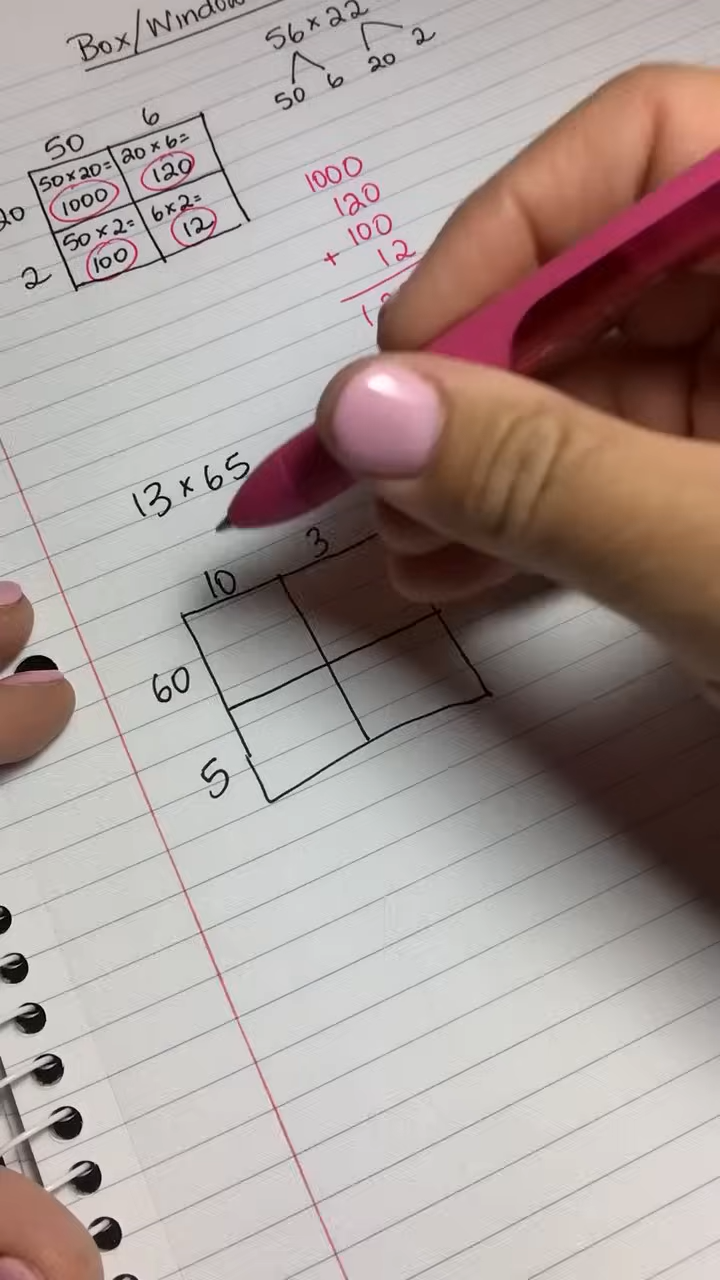 Box/Window
56 × 22
50 6 20 2
50 6
50 × 20 = 20 × 6 =
1000 120
50 × 2 = 6 × 2 =
2 100 12
1000
120
100
+ 12
13 × 65
10 3
60
5